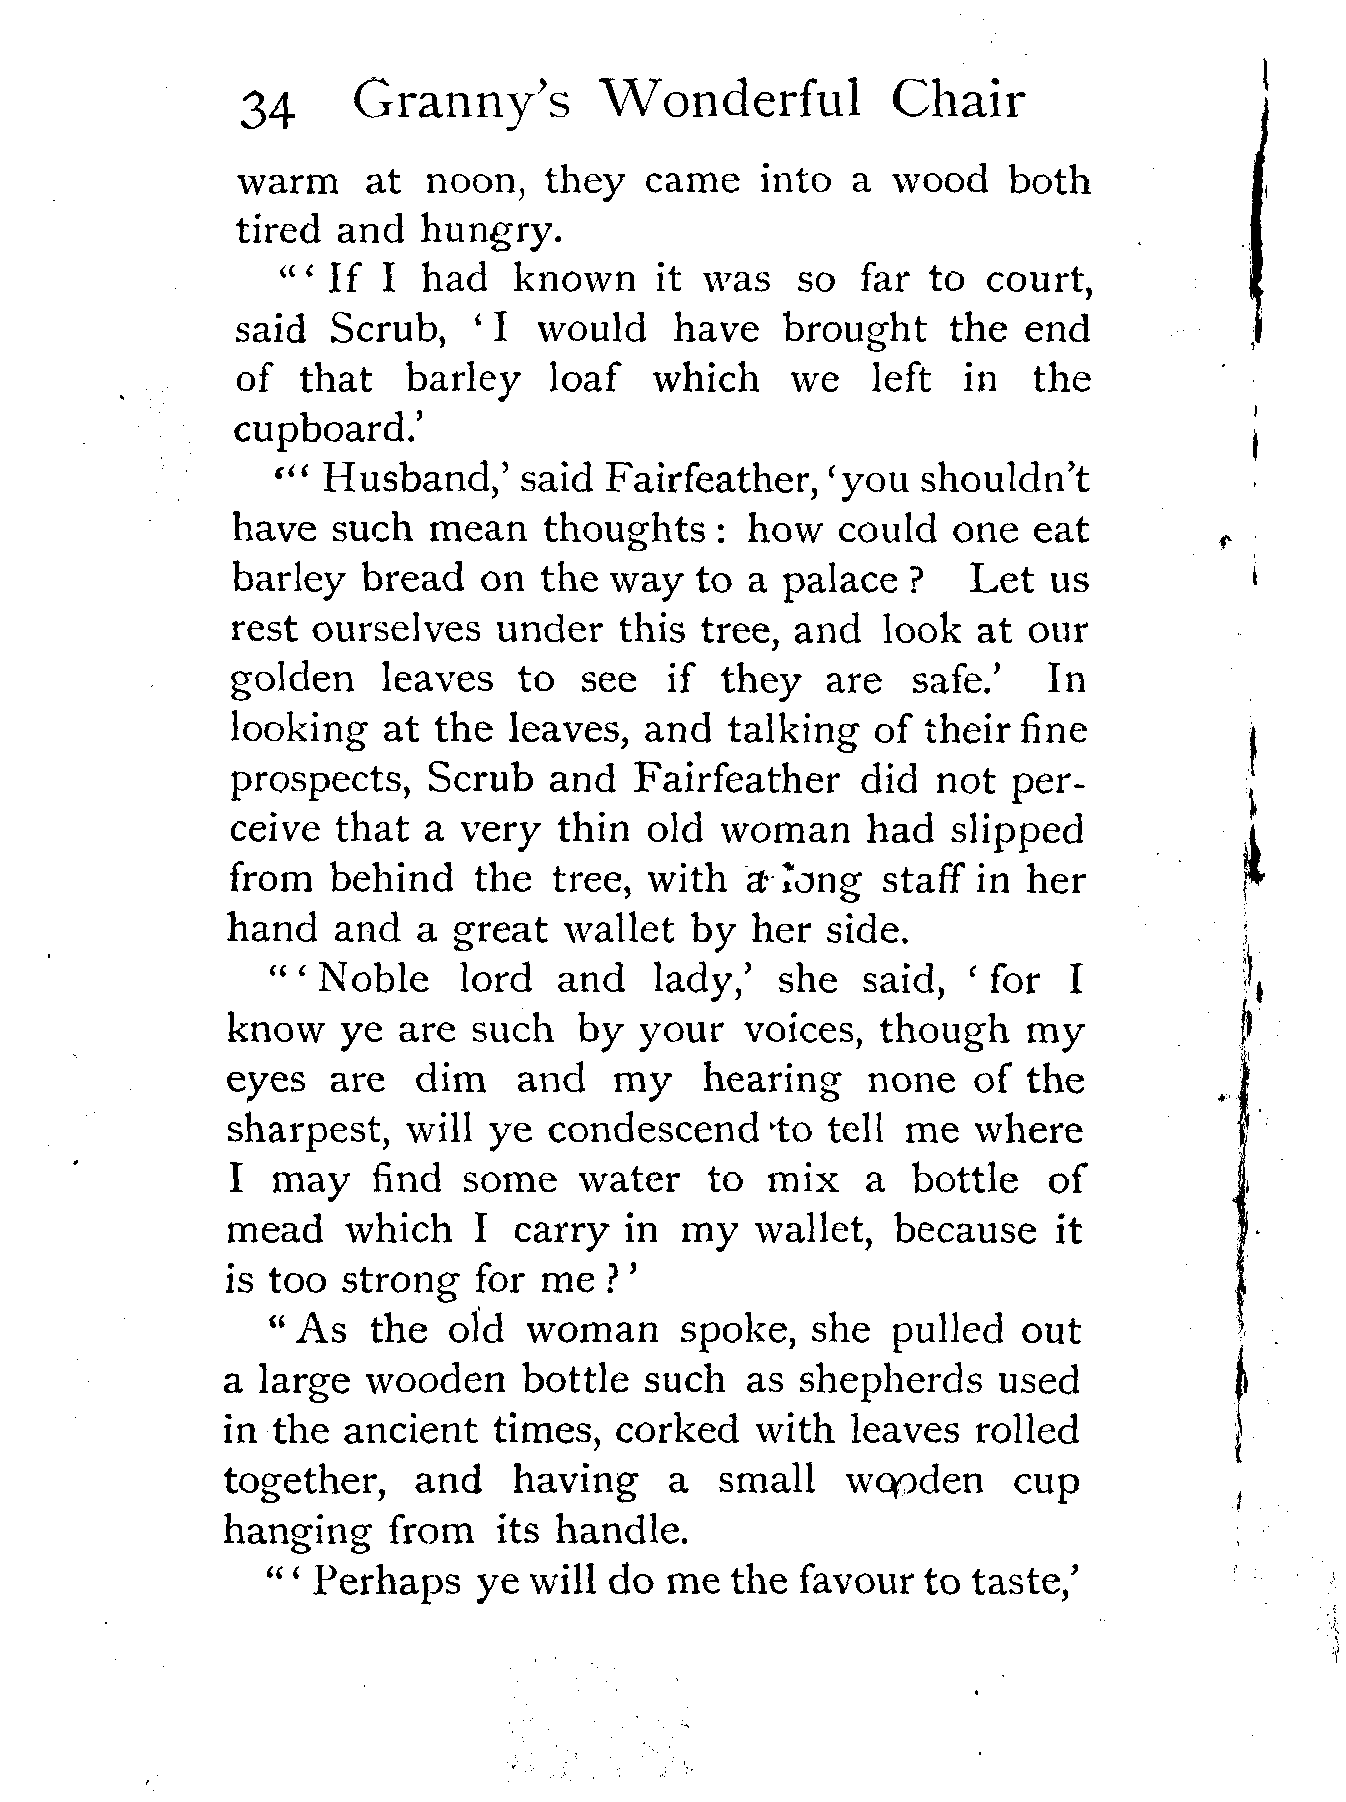 34 Granny's Wonderful Chair
warm at noon, they came into a wood both
tired and hungry.
"' If I had known it was so far to court,
said Scrub, 'I would have brought the end
of that barley loaf which we left in the
cupboard.'
'"' Husband,' said Fairfeather, 'you shouldn't
have such mean thoughts : how could one eat
barley bread on the way to a palace ? Let us
rest ourselves under this tree, and look at our
golden leaves to see if they are safe.' In
looking at the leaves, and talking of their fine
prospects, Scrub and Fairfeather did not per-
ceive that a very thin old woman had slipped
from behind the tree, with a long staff in her
hand and a great wallet by her side.
"'Noble lord and lady,' she said, 'for I
know ye are such by your voices, though my
eyes are dim and my hearing none of the
sharpest, will ye condescend to tell me where
I may find some water to mix a bottle of
mead which I carry in my wallet, because it
is too strong for me ?'
"As the old woman spoke, she pulled out
a large wooden bottle such as shepherds used
in the ancient times, corked with leaves rolled
together, and having a small wooden cup
hanging from its handle.
"' Perhaps ye will do me the favour to taste,'